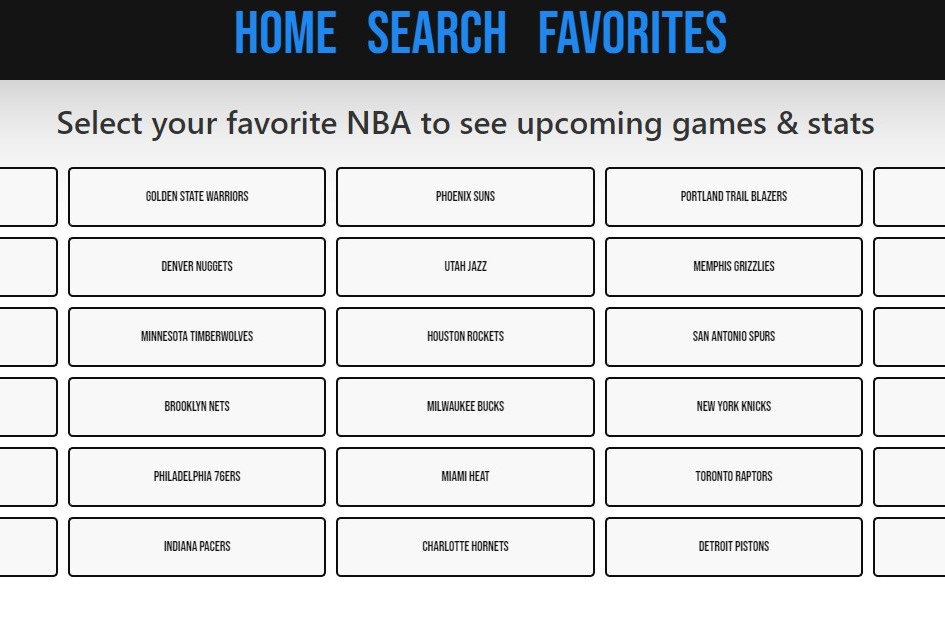 HOME SEARCH FAVORITES
Select your favorite NBA to see upcoming games & stats
GOLDEN STATE WARRIORS PHOENIX SUNS PORTLAND TRAIL BLAZERS
DENVER NUGGETS UTAH JAZZ MEMPHIS GRIZZLIES
MINNESOTA TIMBERWOLVES HOUSTON ROCKETS SAN ANTONIO SPURS
BROOKLYN NETS MILWAUKEE BUCKS NEW YORK KNICKS
PHILADELPHIA 76ERS MIAMI HEAT TORONTO RAPTORS
INDIANA PACERS CHARLOTTE HORNETS DETROIT PISTONS